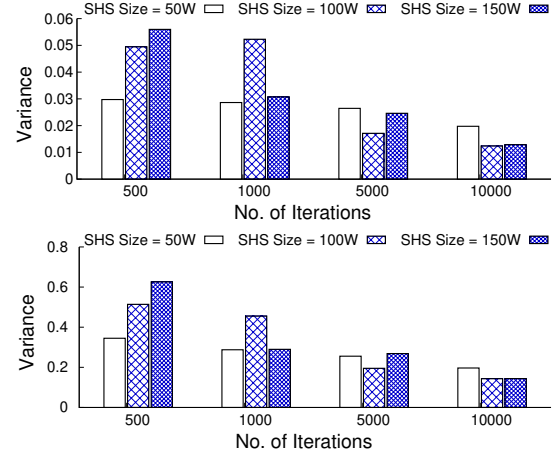 SHS Size = 50W SHS Size = 100W SHS Size = 150W
0.06
0.05
0.04
0.03
0.02
0.01
0
Variance
500 1000 5000 10000
No. of Iterations
SHS Size = 50W SHS Size = 100W SHS Size = 150W
0.8
0.6
0.4
0.2
0
Variance
500 1000 5000 10000
No. of Iterations